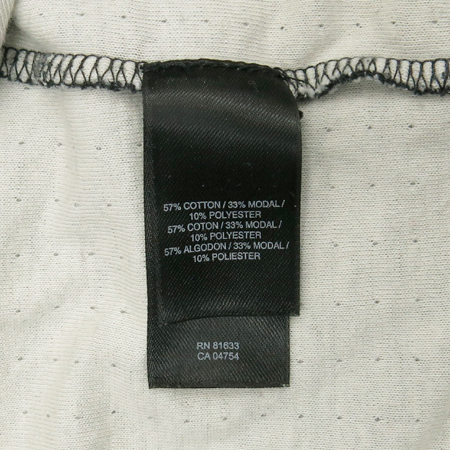 57% COTTON / 33% MODAL /
10% POLYESTER
57% COTON / 33% MODAL /
10% POLYESTER
57% ALGODON / 33% MODAL /
10% POLIESTER
RN 81633
CA 04754